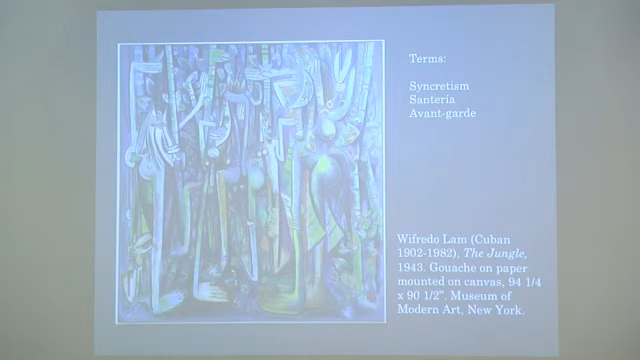 Terms:
Syncretism
Santería
Avant-garde
Wifredo Lam (Cuban
1902-1982), The Jungle,
1943. Gouache on paper
mounted on canvas, 94 1/4
x 90 1/2”. Museum of
Modern Art, New York.